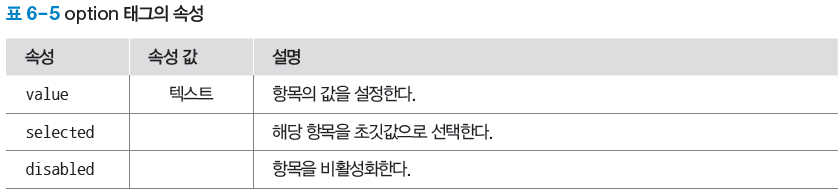 표 6-5 option 태그의 속성
속성 속성 값 설명
value 텍스트 항목의 값을 설정한다.
selected 해당 항목을 초깃값으로 선택한다.
disabled 항목을 비활성화한다.